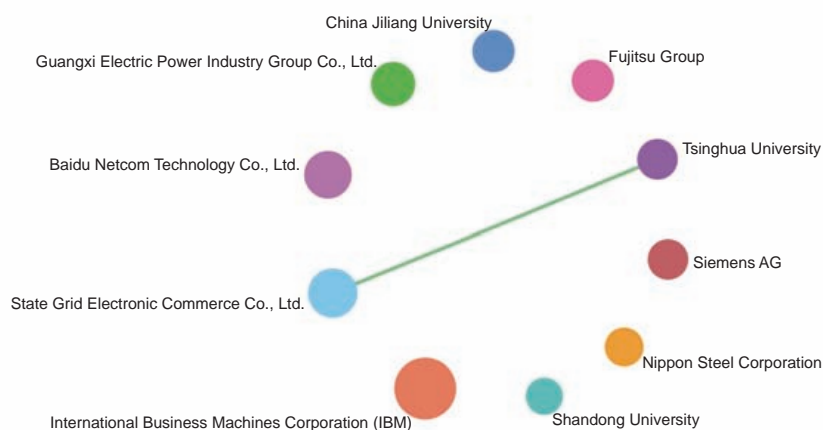 China Jiliang University
Guangxi Electric Power Industry Group Co., Ltd.
Fujitsu Group
Tsinghua University
Baidu Netcom Technology Co., Ltd.
Siemens AG
State Grid Electronic Commerce Co., Ltd.
Nippon Steel Corporation
International Business Machines Corporation (IBM)
Shandong University